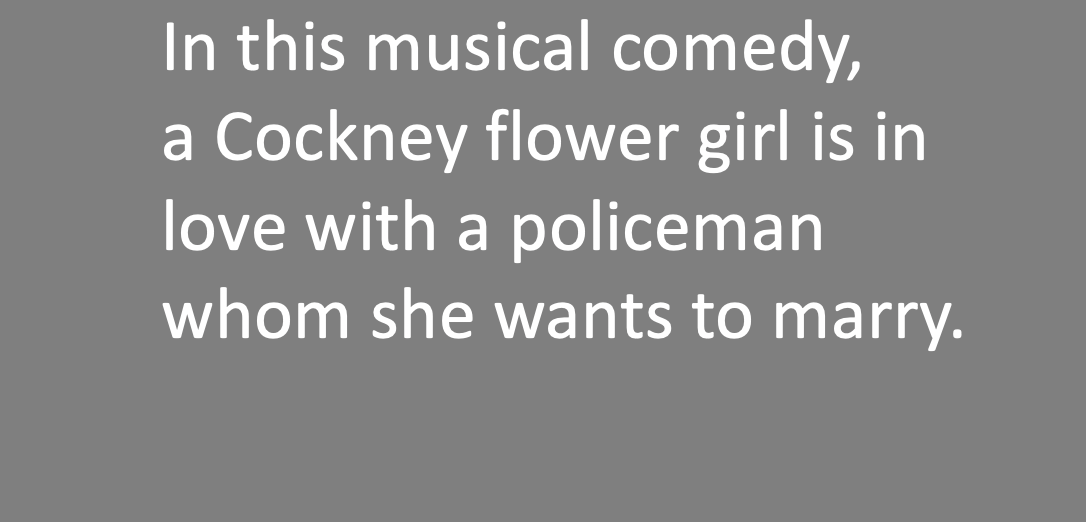 In this musical comedy,
a Cockney flower girl is in
love with a policeman
whom she wants to marry.